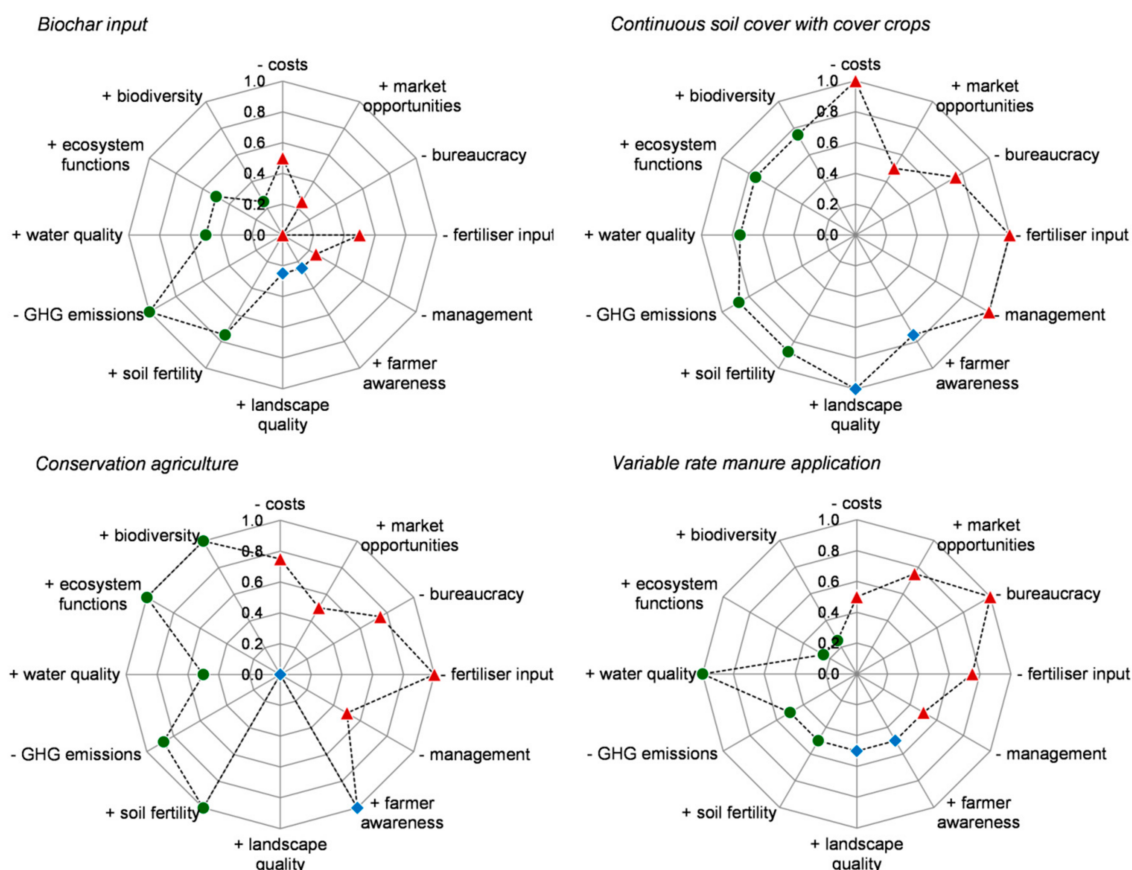 Biochar input
- costs
1.0
+ market
opportunities
+ biodiversity
0.8
+ ecosystem
functions
0.6
- bureaucracy
0.4
0.2
+ water quality
0.0
- fertiliser input
- GHG emissions
- management
+ soil fertility
+ farmer
awareness
+ landscape
quality
Continuous soil cover with cover crops
- costs
1.0
+ market
opportunities
+ biodiversity
0.8
+ ecosystem
functions
0.6
- bureaucracy
0.4
0.2
+ water quality
0.0
- fertiliser input
- GHG emissions
- management
+ soil fertility
+ farmer
awareness
+ landscape
quality
Conservation agriculture
- costs
1.0
+ market
opportunities
+ biodiversity
0.8
+ ecosystem
functions
0.6
- bureaucracy
0.4
0.2
+ water quality
0.0
- fertiliser input
- GHG emissions
- management
+ soil fertility
+ farmer
awareness
+ landscape
quality
Variable rate manure application
- costs
1.0
+ market
opportunities
+ biodiversity
0.8
+ ecosystem
functions
0.6
- bureaucracy
0.4
0.2
+ water quality
0.0
- fertiliser input
- GHG emissions
- management
+ soil fertility
+ farmer
awareness
+ landscape
quality